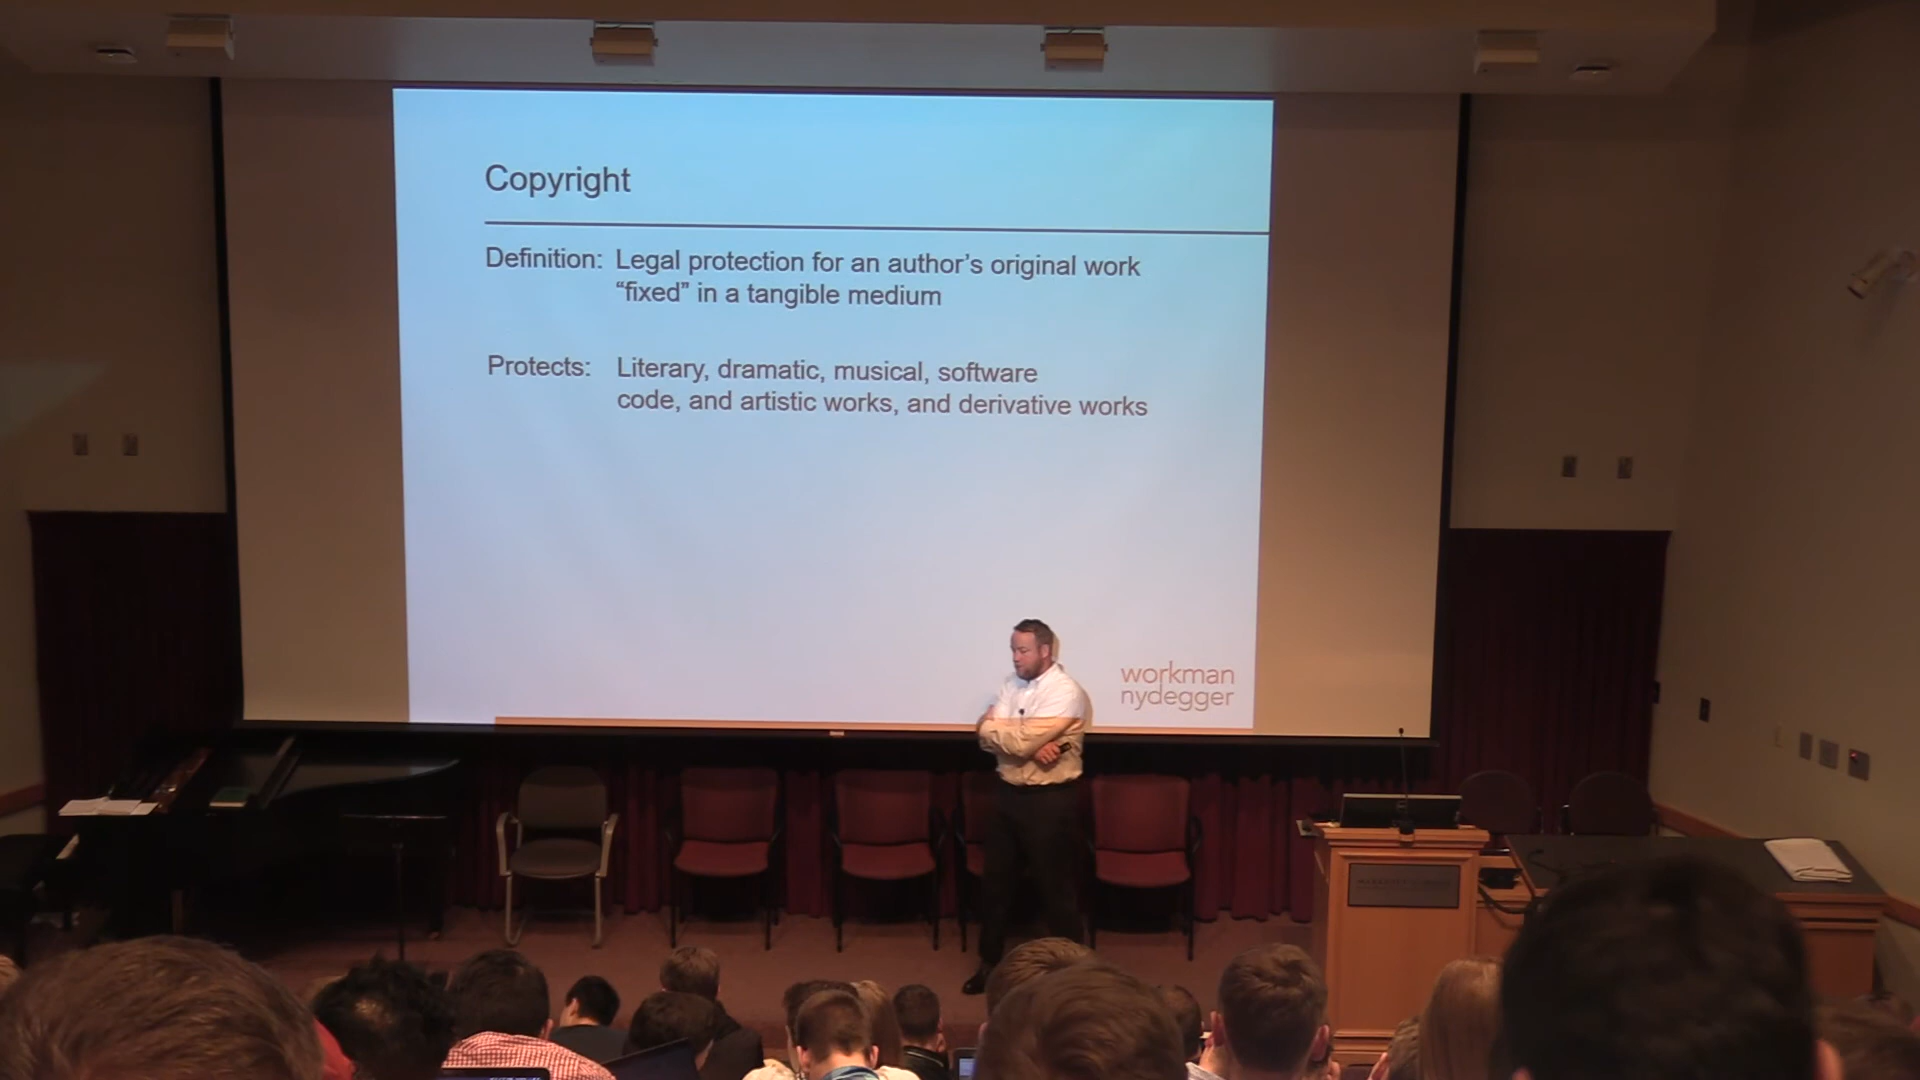 Copyright
Definition: Legal protection for an author’s original work
“fixed” in a tangible medium
Protects: Literary, dramatic, musical, software
code, and artistic works, and derivative works
workman
nydegger